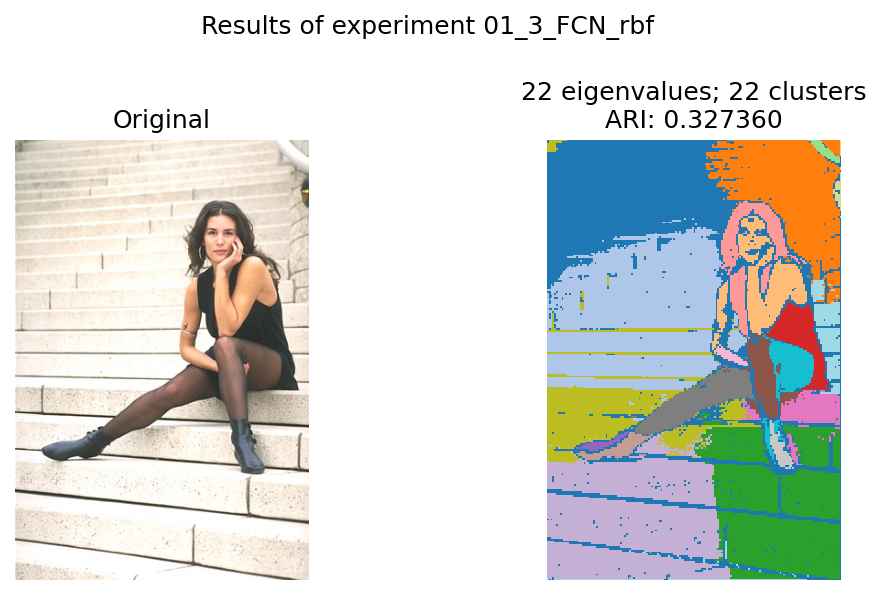 Results of experiment 01_3_FCN_rbf
Original
22 eigenvalues; 22 clusters
ARI: 0.327360